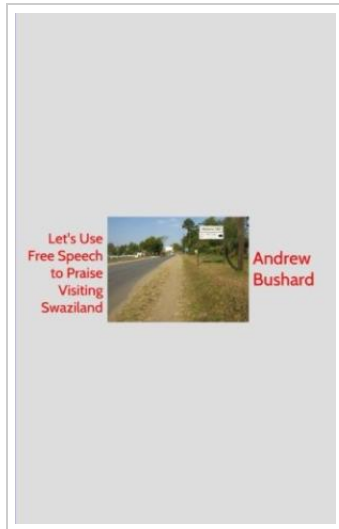 Let's Use
Free Speech
to Praise
Visiting
Swaziland
Andrew
Bushard